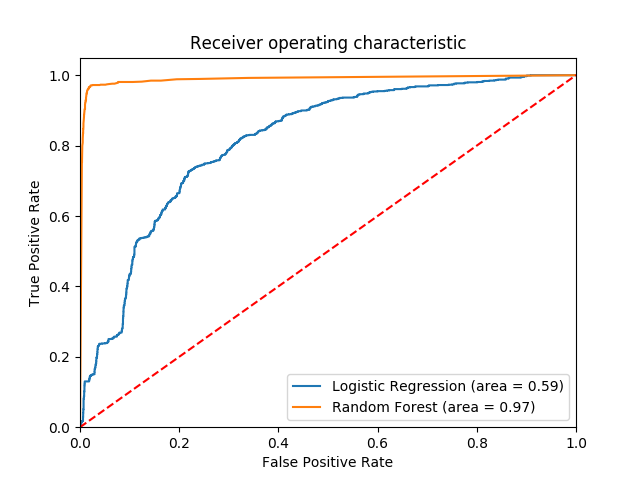 Receiver operating characteristic
True Positive Rate
1.0
0.8
0.6
0.4
0.2
0.0
Logistic Regression (area = 0.59)
Random Forest (area = 0.97)
0.0 0.2 0.4 0.6 0.8 1.0
False Positive Rate